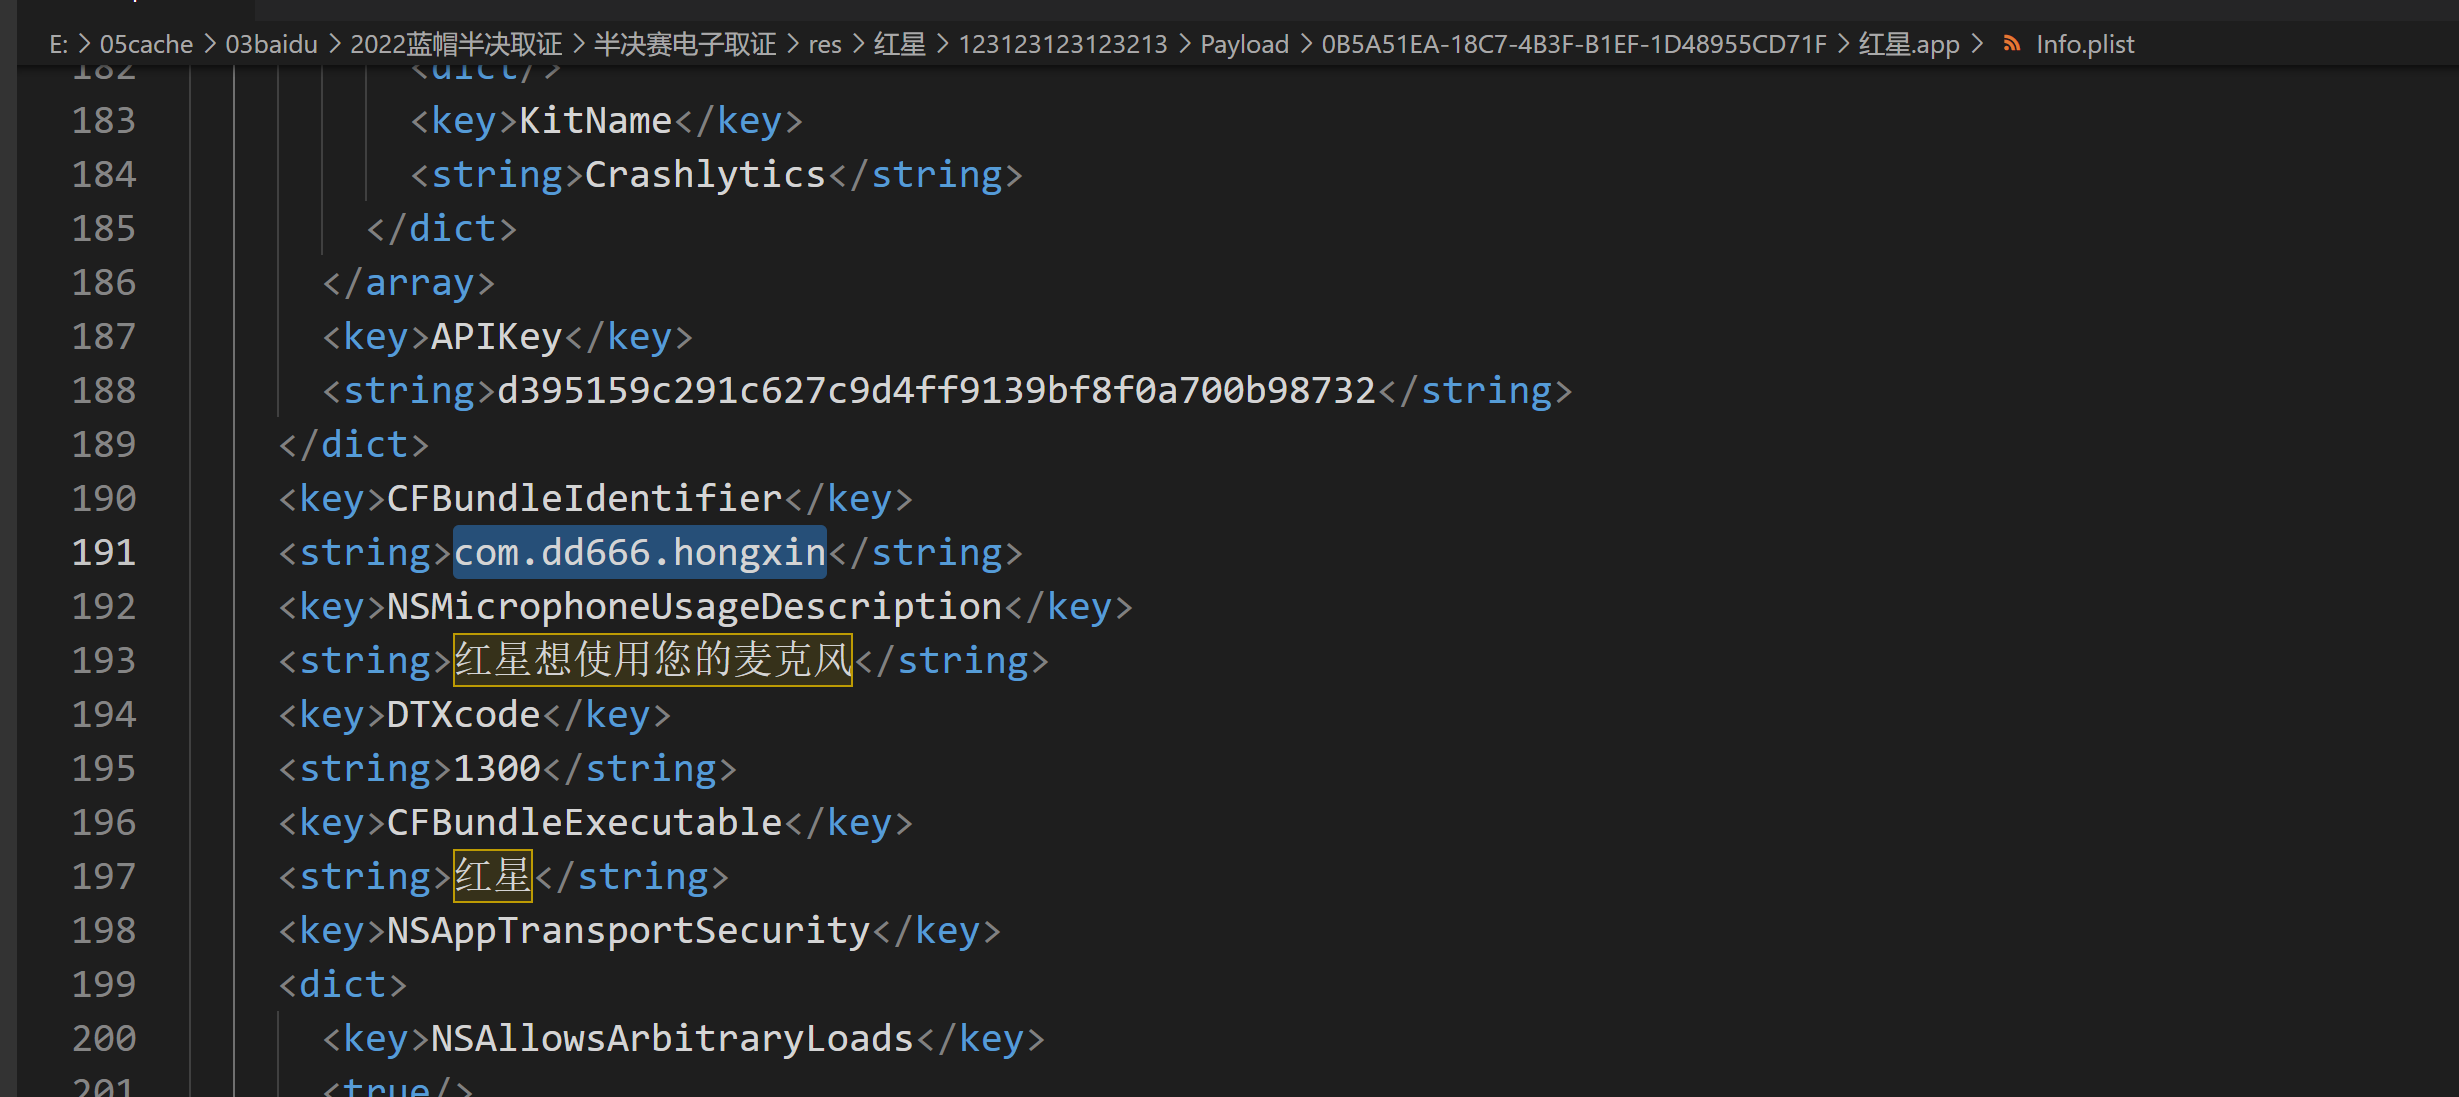 E: > 05cache > 03baidu > 2022蓝帽半决取证 > 半决赛电子取证 > res > 红星 > 123123123123213 > Payload > 0B5A51EA-18C7-4B3F-B1EF-1D48955CD71F > 红星.app > Info.plist
182 <dict/>
183 <key>KitName</key>
184 <string>Crashlytics</string>
185 </dict>
186 </array>
187 <key>APIKey</key>
188 <string>d395159c291c627c9d4ff9139bf8f0a700b98732</string>
189 </dict>
190 <key>CFBundleIdentifier</key>
191 <string>com.dd666.hongxin</string>
192 <key>NSMicrophoneUsageDescription</key>
193 <string>红星想使用您的麦克风</string>
194 <key>DTXcode</key>
195 <string>1300</string>
196 <key>CFBundleExecutable</key>
197 <string>红星</string>
198 <key>NSAppTransportSecurity</key>
199 <dict>
200 <key>NSAllowsArbitraryLoads</key>
201 <true/>